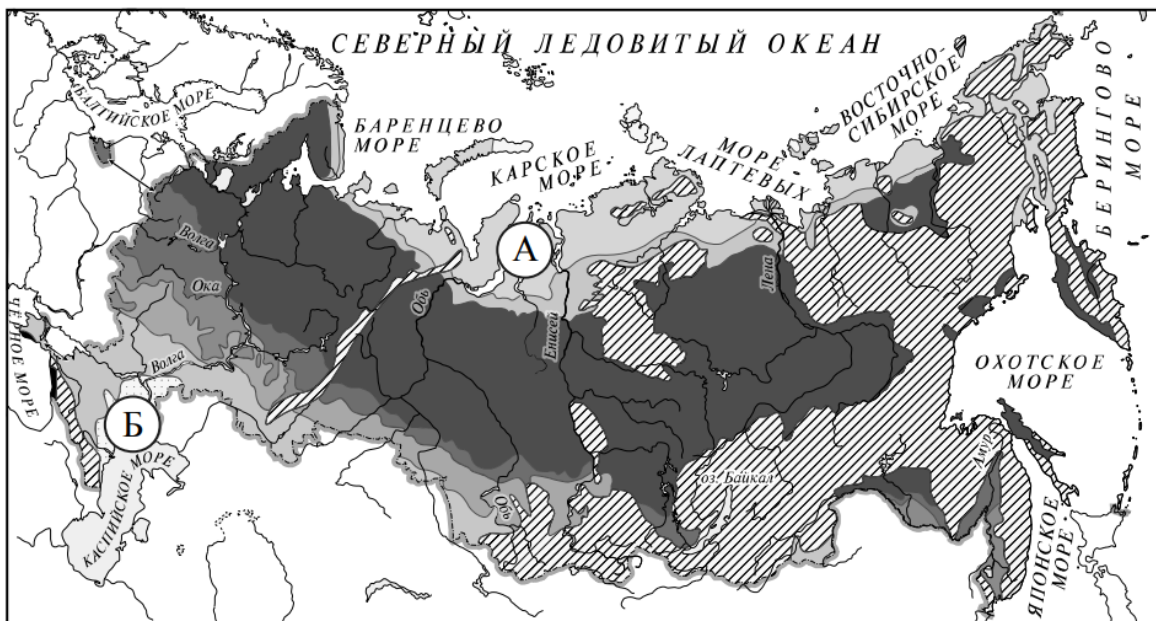 СЕВЕРНЫЙ ЛЕДОВИТЫЙ ОКЕАН
БАЛТИЙСКОЕ МОРЕ
БАРЕНЦЕВО
МОРЕ
КАРСКОЕ
МОРЕ
МОРЕ
ЛАПТЕВЫХ
ВОСТОЧНО-
СИБИРСКОЕ
МОРЕ
БЕРИНГОВО
МОРЕ
А
Волга
Ока
Обь
Енисей
Лена
ЧЁРНОЕ МОРЕ
Волга
Б
КАСПИЙСКОЕ МОРЕ
Обь
оз. Байкал
Амур
ОХОТСКОЕ
МОРЕ
ЯПОНСКОЕ
МОРЕ